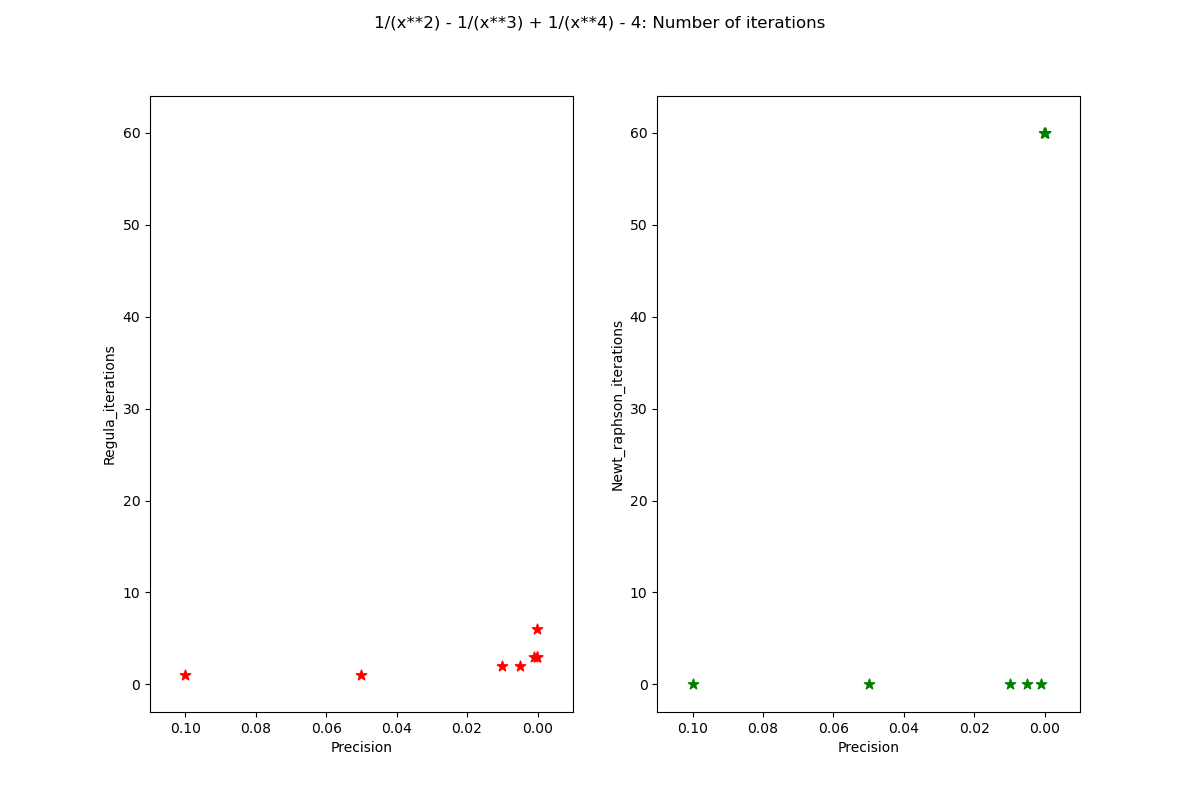 1/(x**2) - 1/(x**3) + 1/(x**4) - 4: Number of iterations
60
50
40
30
20
10
0
Regula_iterations
0.10 0.08 0.06 0.04 0.02 0.00
Precision
60
50
40
30
20
10
0
Newt_raphson_iterations
0.10 0.08 0.06 0.04 0.02 0.00
Precision